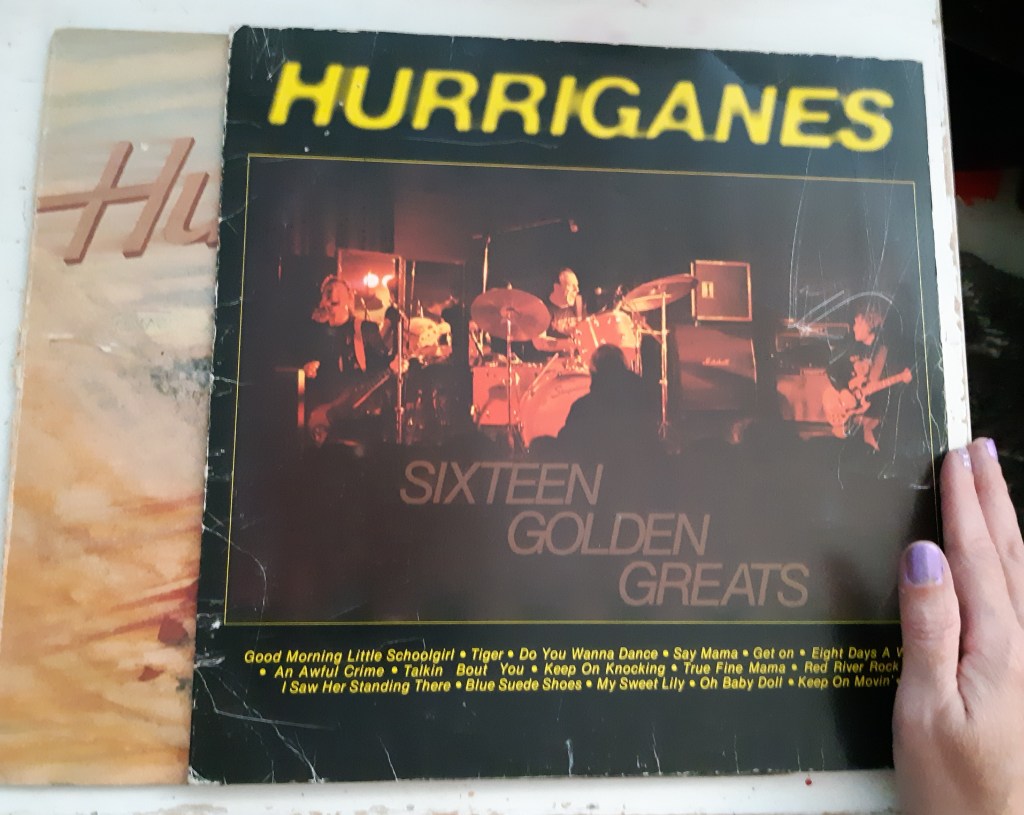 HURRIGANES
Hu
SIXTEEN
GOLDEN
GREATS
Good Morning Little Schoolgirl • Tiger • Do You Wanna Dance • Say Mama • Get on • Eight Days A
• An Awful Crime • Talkin Bout You • Keep On Knocking • True Fine Mama • Red River Rock
I Saw Her Standing There • Blue Suede Shoes • My Sweet Lily • Oh Baby Doll • Keep On Movin' •